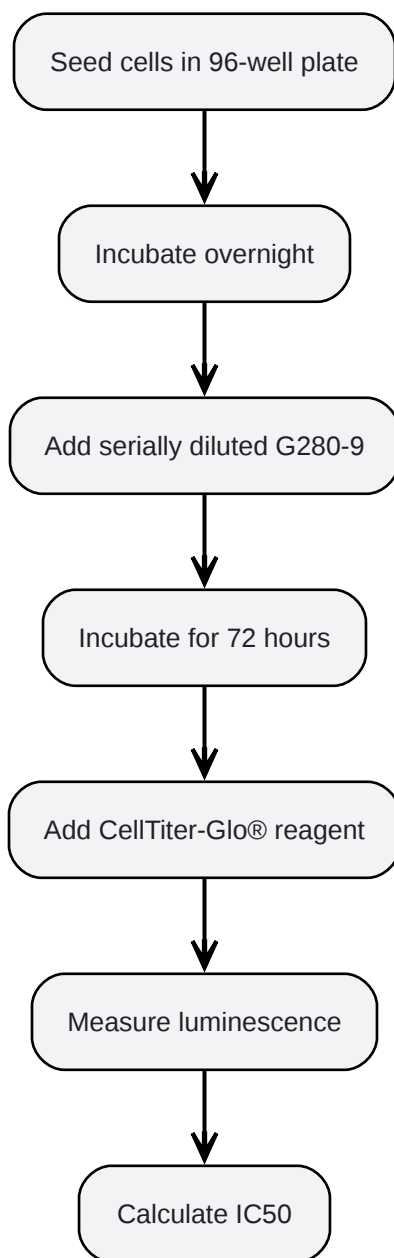 Seed cells in 96-well plate
Incubate overnight
Add serially diluted G280-9
Incubate for 72 hours
Add CellTiter-Glo® reagent
Measure luminescence
Calculate IC50